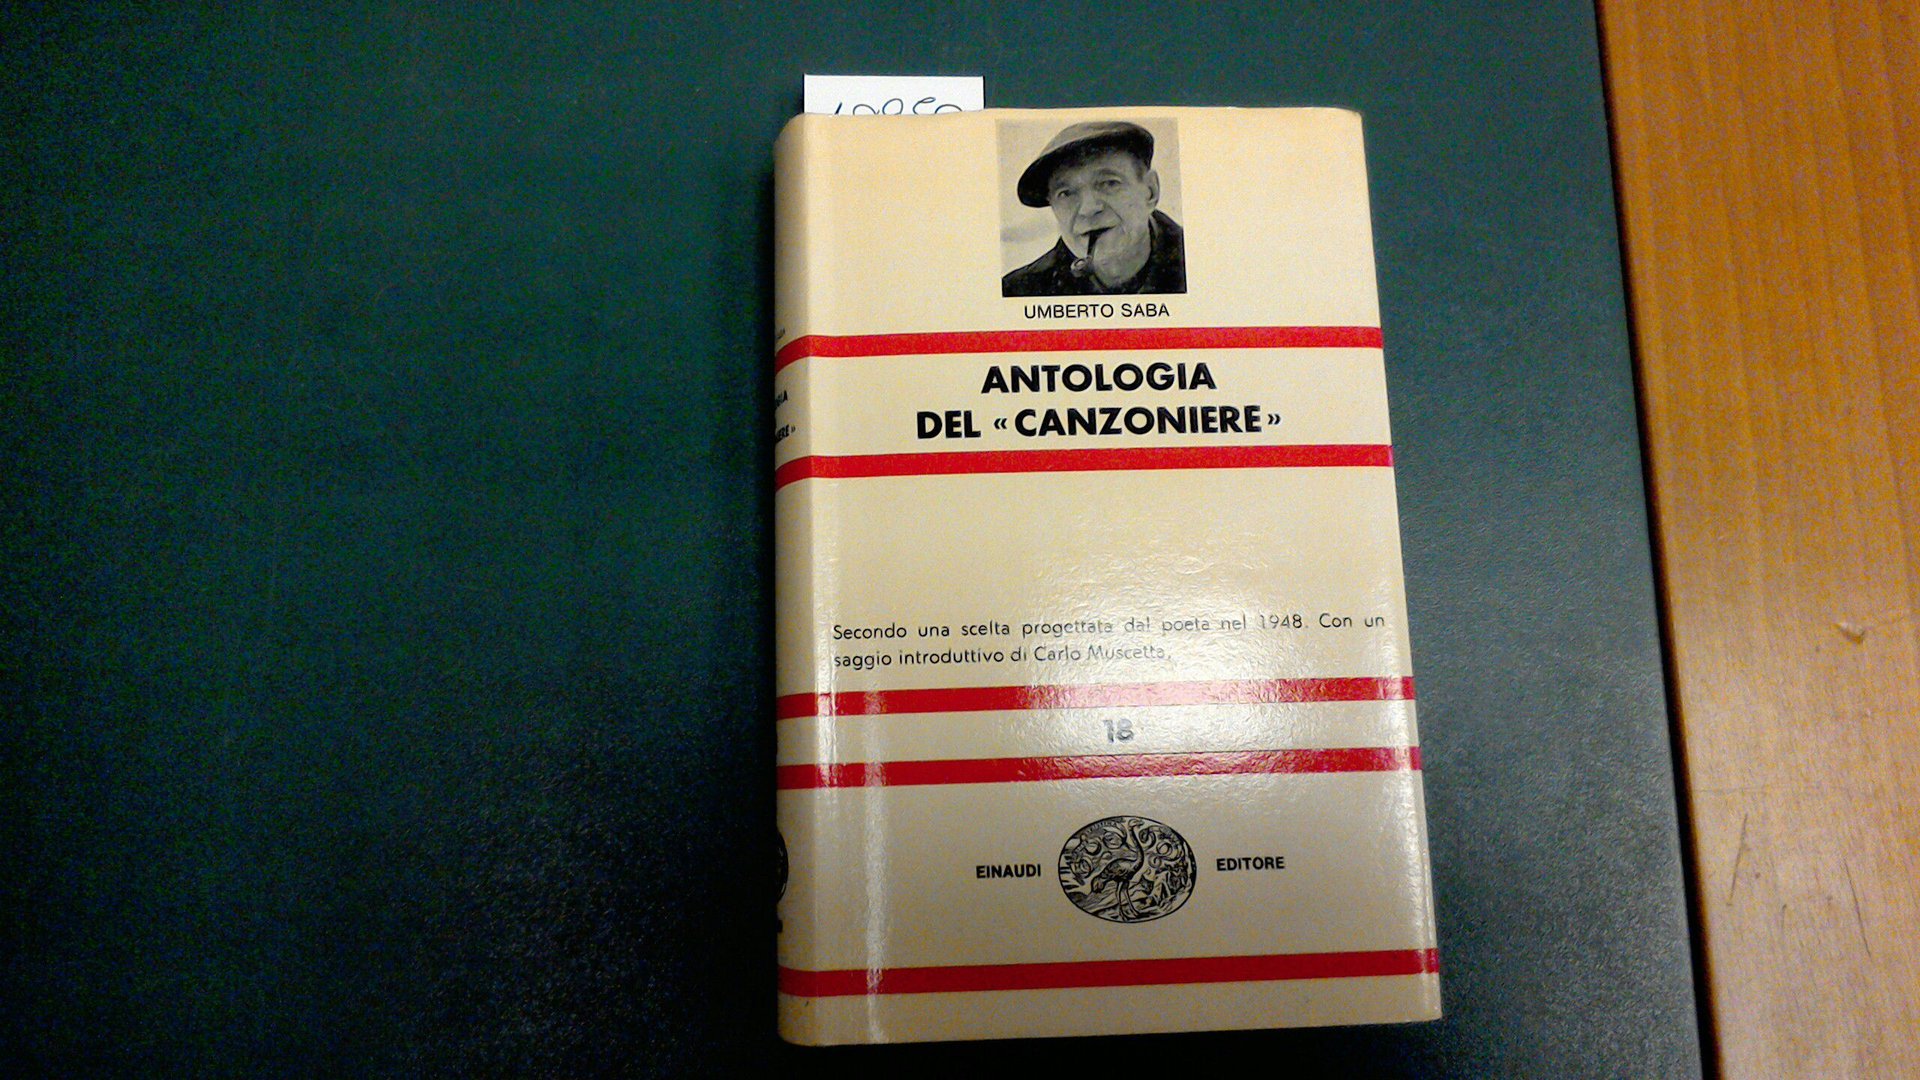 UMBERTO SABA
ANTOLOGIA
DEL « CANZONIERE »
Secondo una scelta progettata dal poeta nel 1948. Con un
saggio introduttivo di Carlo Muscetta.
18
EINAUDI EDITORE